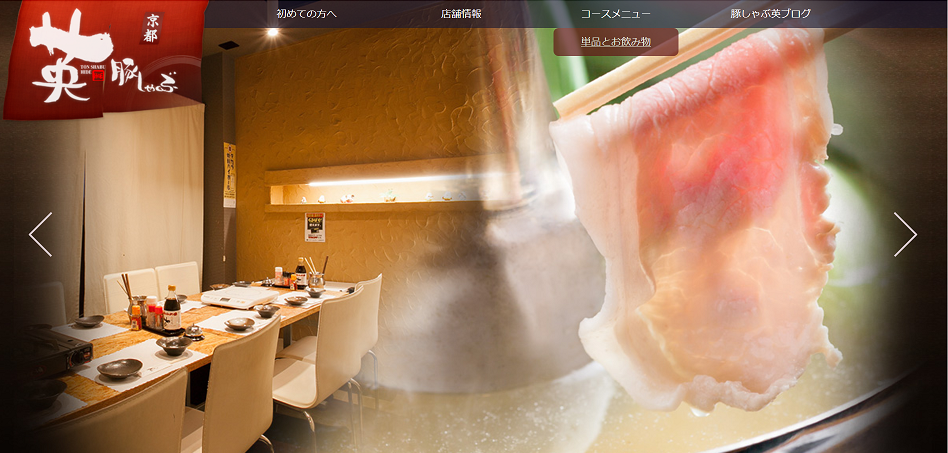 京都
英
豚しゃぶ
TON-SHABU
HIDE
初めての方へ
店舗情報
コースメニュー
豚しゃぶ英ブログ
単品とお飲み物